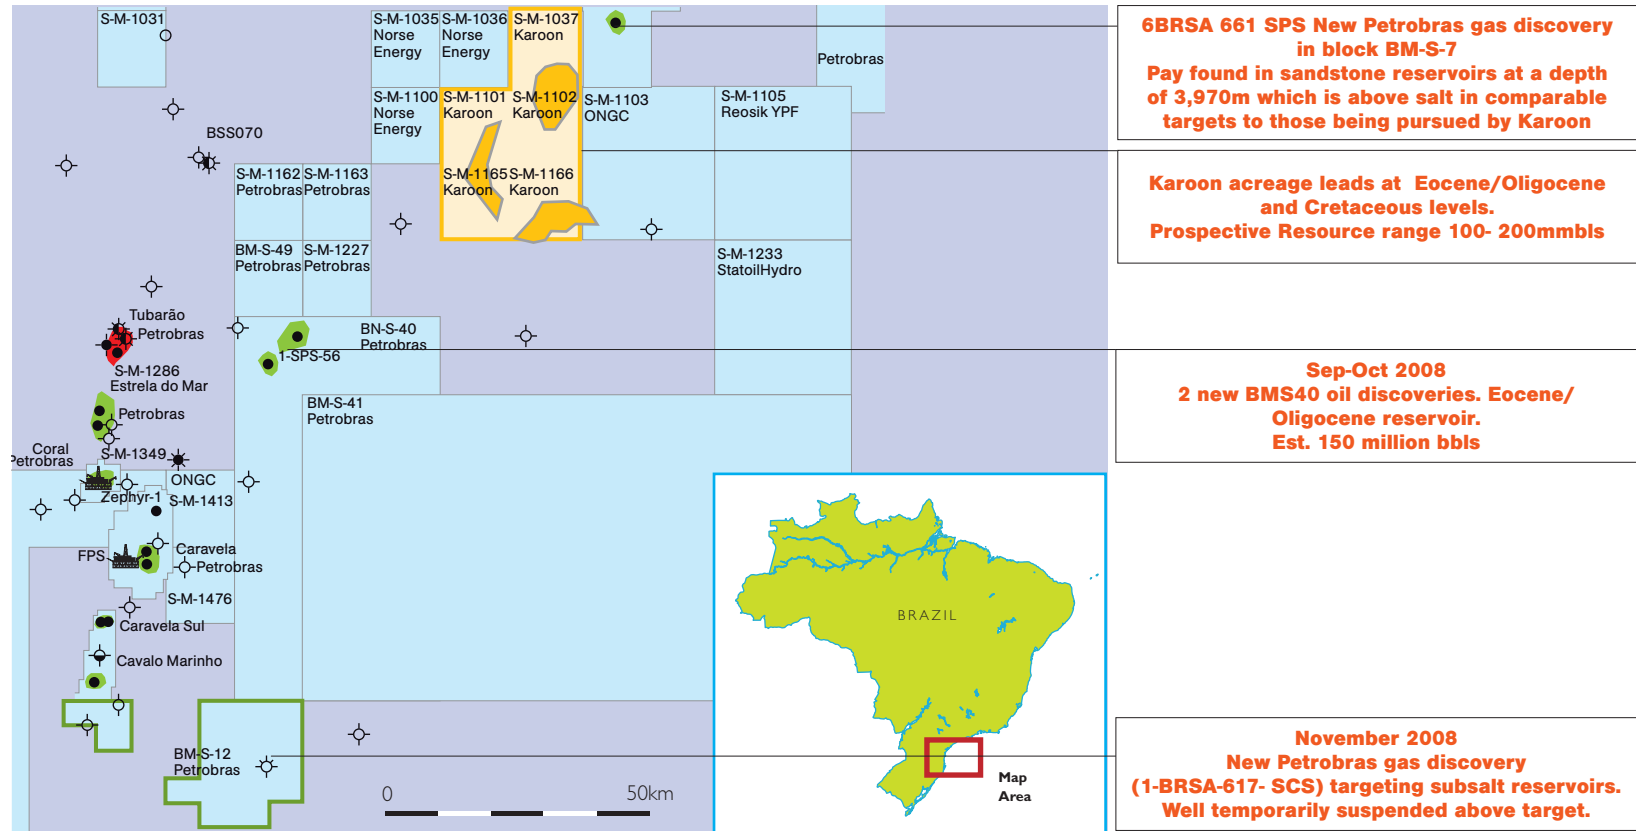 S-M-1031
S-M-1035
Norse
Energy
S-M-1036
Norse
Energy
S-M-1037
Karoon
Petrobras
S-M-1100
Norse
Energy
S-M-1101
Karoon
S-M-1102
Karoon
S-M-1103
ONGC
S-M-1105
Reosik YPF
BSS070
S-M-1162
Petrobras
S-M-1163
Petrobras
S-M-1165
Karoon
S-M-1166
Karoon
BM-S-49
Petrobras
S-M-1227
Petrobras
S-M-1233
StatoilHydro
Tubarão
Petrobras
BN-S-40
Petrobras
1-SPS-56
S-M-1286
Estrela do Mar
Petrobras
BM-S-41
Petrobras
Coral
Petrobras
S-M-1349
ONGC
Zephyr-1
S-M-1413
FPS
Caravela
Petrobras
S-M-1476
Caravela Sul
Cavalo Marinho
BM-S-12
Petrobras
0 50km
BRAZIL
Map
Area
6BRSA 661 SPS New Petrobras gas discovery
in block BM-S-7
Pay found in sandstone reservoirs at a depth
of 3,970m which is above salt in comparable
targets to those being pursued by Karoon
Karoon acreage leads at Eocene/Oligocene
and Cretaceous levels.
Prospective Resource range 100- 200mmbls
Sep-Oct 2008
2 new BMS40 oil discoveries. Eocene/
Oligocene reservoir.
Est. 150 million bbls
November 2008
New Petrobras gas discovery
(1-BRSA-617- SCS) targeting subsalt reservoirs.
Well temporarily suspended above target.